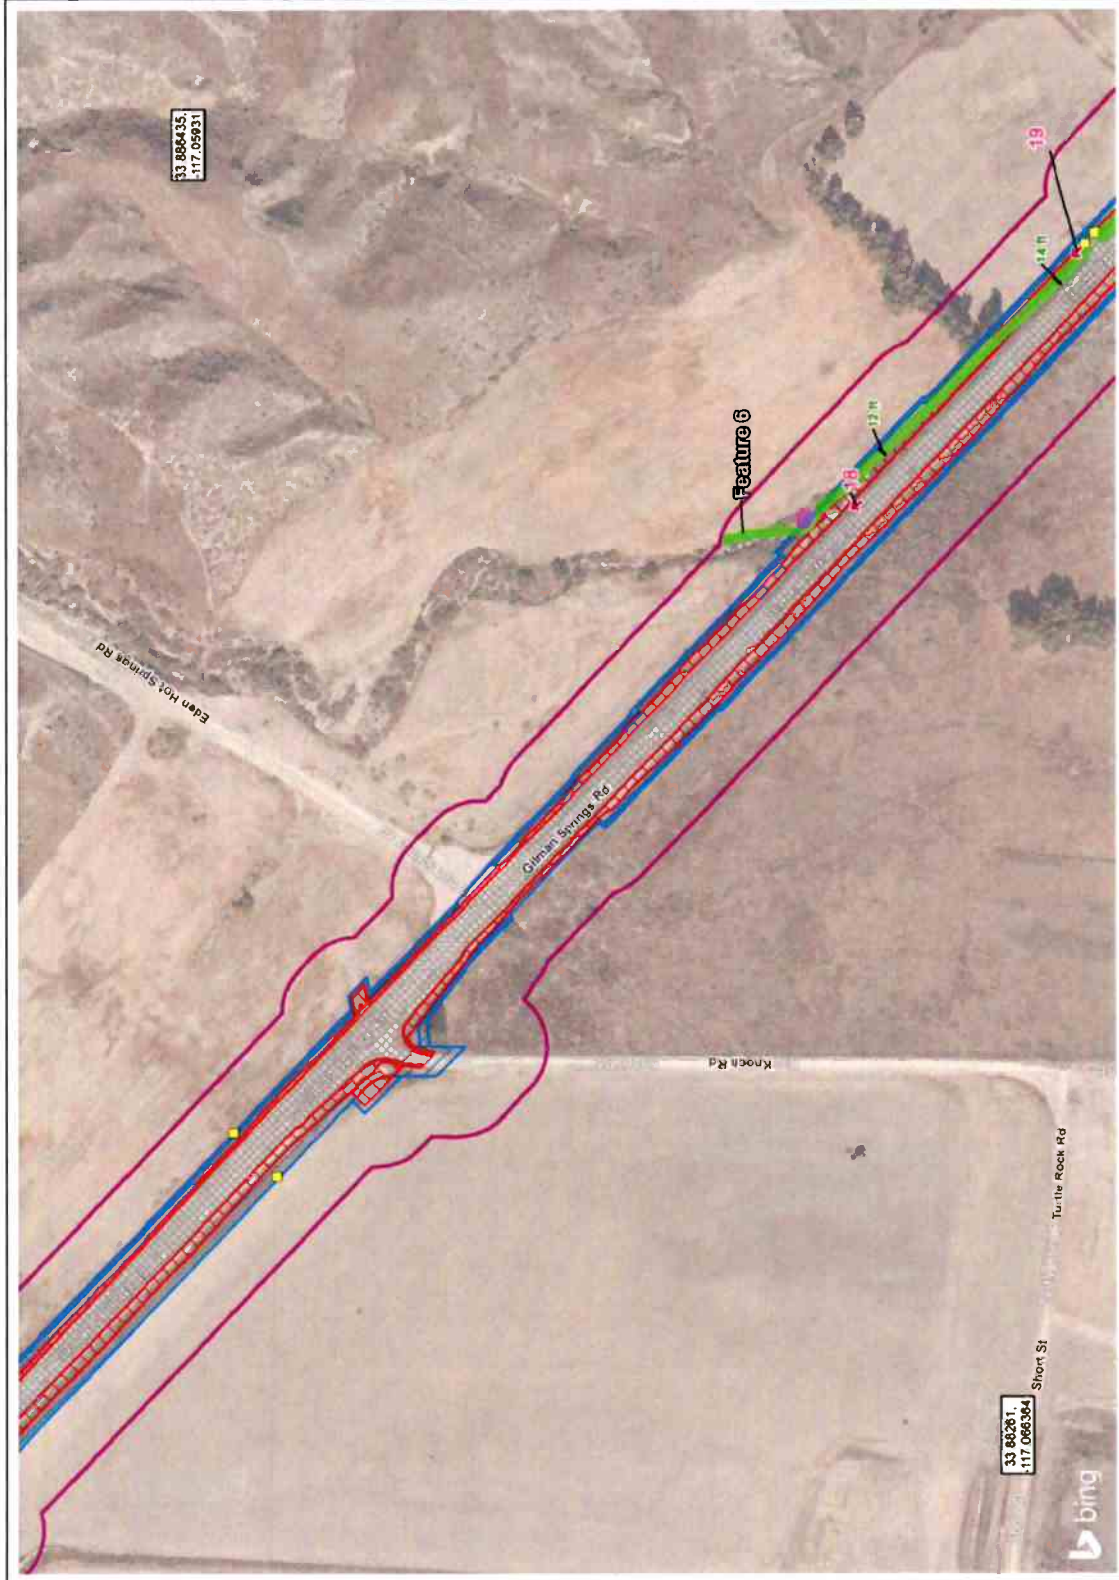 33 886435,
-117.05931
19
14 ft
12 ft
18
Feature 6
Eden Hot Springs Rd
Gilman Springs Rd
Knoch Rd
Turtle Rock Rd
Short St
33 88261,
-117 066364
bing